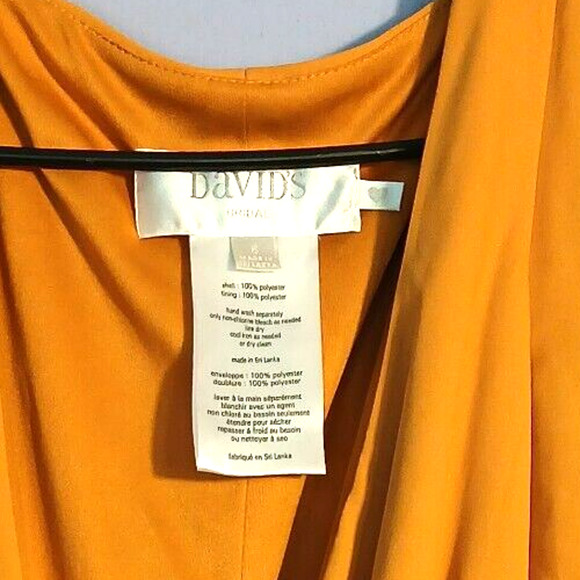 DaVID'S
shell : 100% polyester
lining : 100% polyester
hand wash separately
only non-chlorine bleach as needed
line dry
cool iron as needed
or dry clean
made in Sri Lanka
enveloppe : 100% polyester
doublure : 100% polyester
laver à la main séparément
blanchir avec un agent
non chloré au besoin seulement
étendre pour sécher
repasser à froid au besoin
ou nettoyer à sec
fabriqué en Sri Lanka